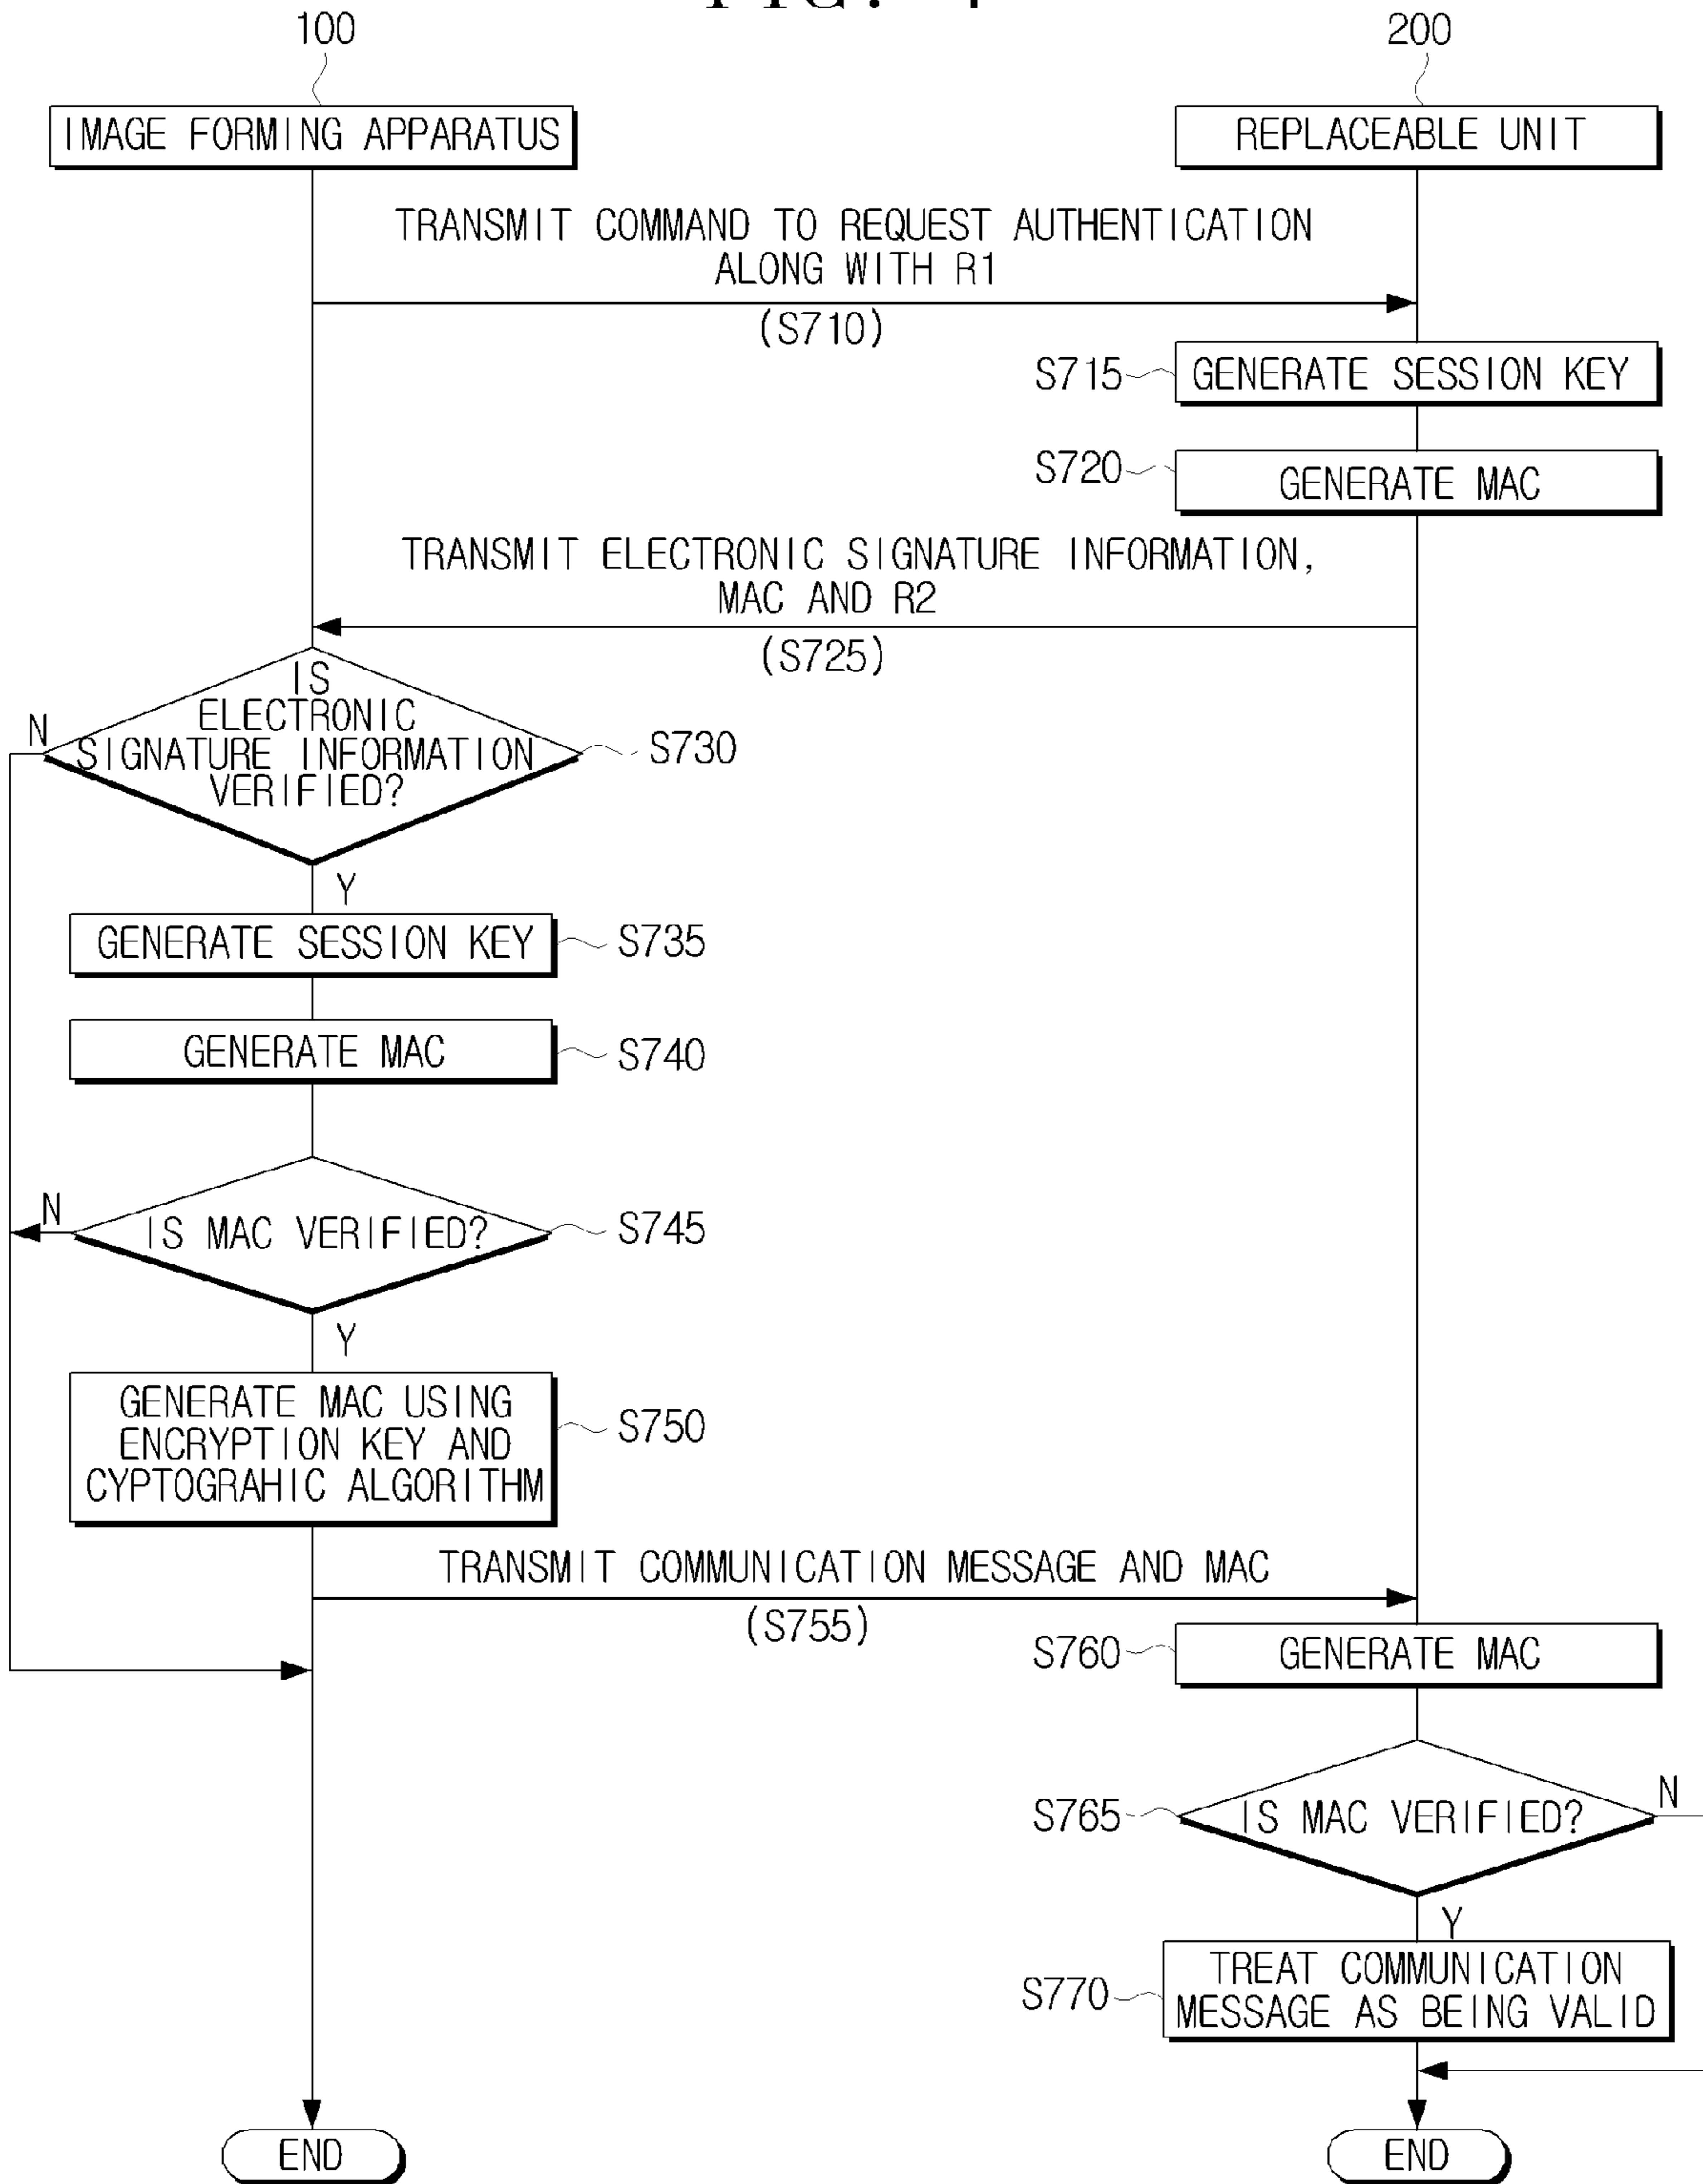 100
200
IMAGE FORMING APPARATUS
REPLACEABLE UNIT
TRANSMIT COMMAND TO REQUEST AUTHENTICATION
ALONG WITH R1
(S710)
S715
GENERATE SESSION KEY
S720
GENERATE MAC
TRANSMIT ELECTRONIC SIGNATURE INFORMATION,
MAC AND R2
(S725)
IS
ELECTRONIC
SIGNATURE INFORMATION
VERIFIED?
N
S730
Y
GENERATE SESSION KEY
S735
GENERATE MAC
S740
N
IS MAC VERIFIED?
S745
Y
GENERATE MAC USING
ENCRYPTION KEY AND
CYPTOGRAHIC ALGORITHM
S750
TRANSMIT COMMUNICATION MESSAGE AND MAC
(S755)
S760
GENERATE MAC
S765
IS MAC VERIFIED?
N
Y
S770
TREAT COMMUNICATION
MESSAGE AS BEING VALID
END
END